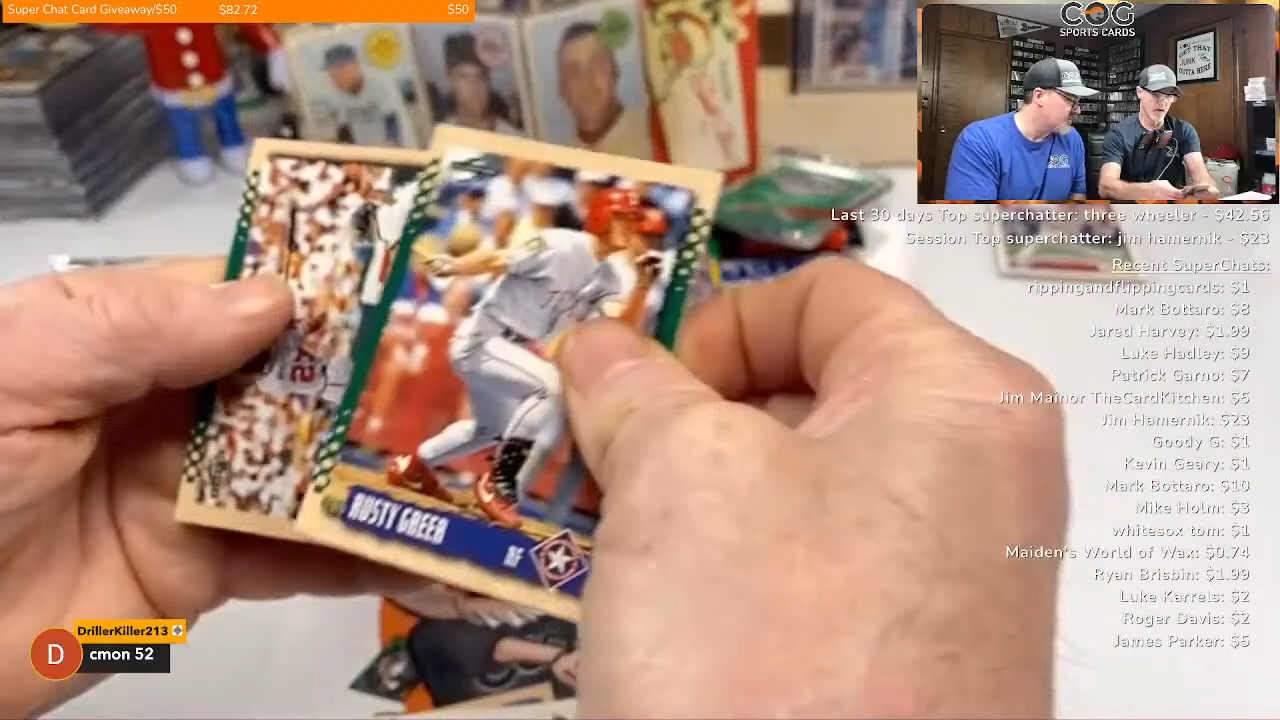 Super Chat Card Giveaway/$50 $82.72 $50
COG
SPORTS CARDS
Last 30 days Top superchatter: three wheeler - $42.56
Session Top superchatter: jim hamernik - $23
Recent SuperChats:
rippingandflippingcards: $1
Mark Bottaro: $8
Jared Harvey: $1.99
Luke Hadley: $9
Patrick Garno: $7
Jim Mainor TheCardKitchen: $5
Jim Hamernik: $23
Goody G: $1
Kevin Geary: $1
Mark Bottaro: $10
Mike Holm: $3
whitesox tom: $1
Ryan Brisbin: $1.99
Maiden's World of Wax:
Luke Karrels: $2
Roger Davis: $2
James Parker: $5
42
RUSTY GREER
RF
DrillerKiller213
D
cmon 52